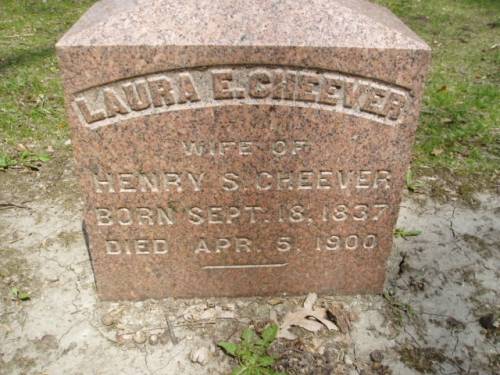 LAURA E. CHEEVER
WIFE OF
HENRY S. CHEEVER
BORN SEPT. 18, 1837
DIED APR. 5, 1900